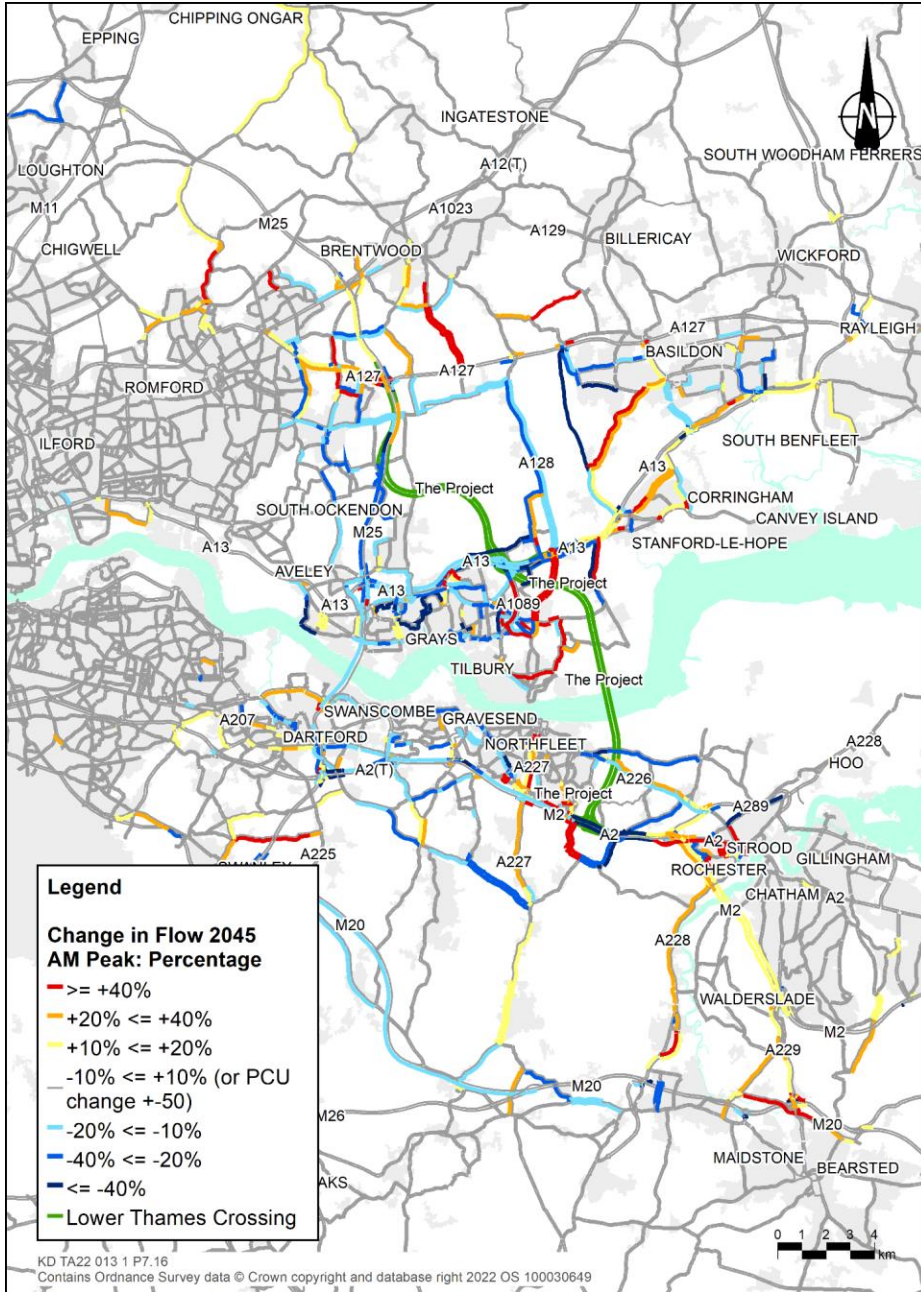 CHIPPING ONGAR
EPPING
INGATESTONE
N
SOUTH WOODHAM FERRERS
LOUGHTON
A12(T)
M11
M25
A1023
CHIGWELL
BRENTWOOD
A129
BILLERICAY
WICKFORD
A127
RAYLEIGH
BASILDON
ROMFORD
A127
A127
ILFORD
SOUTH BENFLEET
A128
A13
The Project
CORRINGHAM
SOUTH OCKENDON
CANVEY ISLAND
M25
STANFORD-LE-HOPE
A13
A13
A13
AVELEY
The Project
A13
A13
A1089
GRAYS
TILBURY
The Project
SWANSCOMBE
GRAVESEND
A207
DARTFORD
NORTHFLEET
A228
HOO
A2(T)
A227
A226
The Project
A289
M2
A2
A2
STROOD
A225
GILLINGHAM
A227
ROCHESTER
CHATHAM
A2
M2
M20
A228
WALDERSLADE
M2
A229
M20
M26
M20
MAIDSTONE
BEARSTED
Legend
Change in Flow 2045
AM Peak: Percentage
>= +40%
+20% <= +40%
+10% <= +20%
-10% <= +10% (or PCU
change +-50)
-20% <= -10%
-40% <= -20%
<= -40%
Lower Thames Crossing
AKS
0 1 2 3 4
km
KD TA22 013 1 P7.16
Contains Ordnance Survey data © Crown copyright and database right 2022 OS 100030649